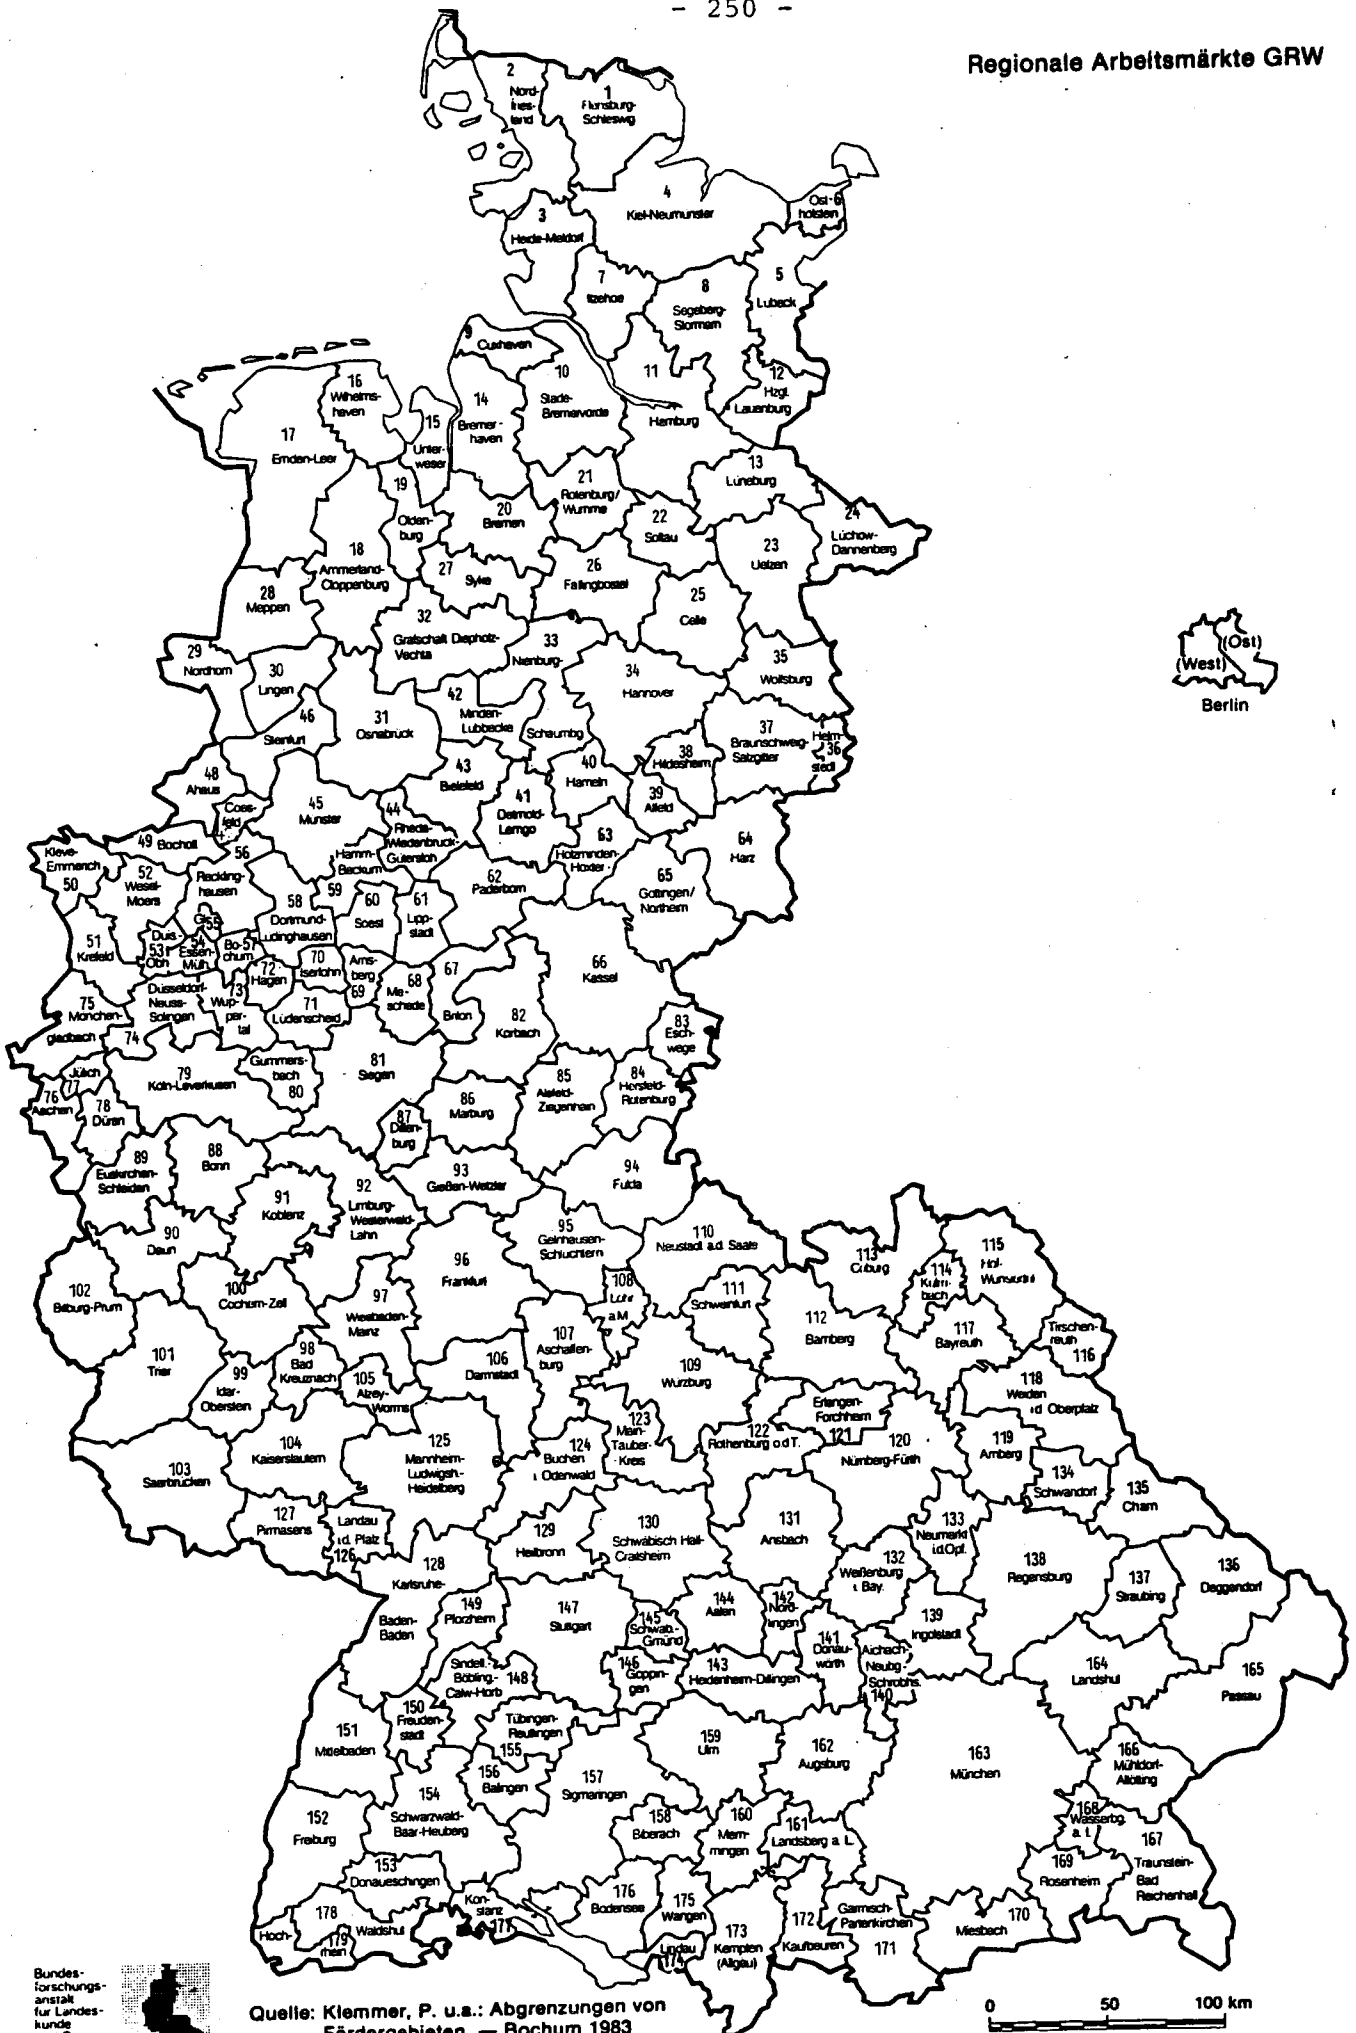 - 250 -
Regionale Arbeitsmärkte GRW
2
Nord-
fries-
land
1
Flensburg-
Schleswig
4
Kiel-Neumünster
Ost-6
holstein
3
Heide-Meldorf
7
Itzehoe
8
Segeberg-
Stormarn
5
Lübeck
9
Cuxhaven
10
Stade-
Bremervörde
11
Hamburg
12
Hzgt.
Lauenburg
16
Wilhelms-
haven
15
Unter-
weser
14
Bremer-
haven
17
Emden-Leer
13
Lüneburg
19
Olden-
burg
20
Bremen
21
Rotenburg/
Wümme
22
Soltau
24
Lüchow-
Dannenberg
23
Uelzen
18
Ammerland-
Cloppenburg
27
Syke
26
Fallingbostel
25
Celle
28
Meppen
32
Grafschaft Diepholz-
Vechta
33
Nienburg-
Schaumbg.
29
Nordhorn
30
Lingen
34
Hannover
35
Wolfsburg
(Ost)
(West)
Berlin
46
Steinfurt
31
Osnabrück
42
Minden-
Lübbecke
37
Braunschweig-
Salzgitter
Helm-
36
stedt
38
Hildesheim
48
Ahaus
43
Bielefeld
40
Hameln
39
Alfeld
Coes-
feld
45
Münster
44
Rheda-
Wiedenbrück-
Gütersloh
41
Detmold-
Lemgo
63
Holzminden-
Höxter
64
Harz
49 Bocholt
Kleve-
Emmerich
50
52
Wesel-
Moers
56
Reckling-
hausen
Hamm-
Beckum
59
62
Paderborn
65
Göttingen/
Northeim
58
Dortmund-
Lüdinghausen
60
Soest
61
Lipp-
stadt
51
Krefeld
Duis-
53
Obh
Ge
55
54
Essen-
Mülh.
Bo-57
chum
72
Hagen
70
Iserlohn
Arns-
berg
69
68
Me-
schede
67
Brilon
66
Kassel
75
Mönchen-
gladbach
Düsseldorf-
Neuss-
Solingen
74
73
Wup-
per-
tal
71
Lüdenscheid
82
Korbach
83
Esch-
wege
Jülich
77
76
Aachen
78
Düren
79
Köln-Leverkusen
Gummers-
bach
80
81
Siegen
85
Alsfeld-
Ziegenhain
84
Hersfeld-
Rotenburg
86
Marburg
87
Dillen-
burg
89
Euskirchen-
Schleiden
88
Bonn
93
Gießen-Wetzlar
94
Fulda
91
Koblenz
92
Limburg-
Westerwald-
Lahn
90
Daun
95
Gelnhausen-
Schlüchtern
110
Neustadt a.d. Saale
102
Bitburg-Prüm
100
Cochem-Zell
97
Wiesbaden-
Mainz
96
Frankfurt
108
Lohr
a.M.
111
Schweinfurt
113
Coburg
114
Kulm-
bach
115
Hof-
Wunsiedel
112
Bamberg
117
Bayreuth
Tirschen-
reuth
116
101
Trier
99
Idar-
Oberstein
98
Bad
Kreuznach
105
Alzey-
Worms
106
Darmstadt
107
Aschaffen-
burg
109
Würzburg
118
Weiden
i.d. Oberpfalz
Erlangen-
Forchheim
121
123
Main-
Tauber-
Kreis
122
Rothenburg o.d.T.
120
Nürnberg-Fürth
119
Amberg
103
Saarbrücken
104
Kaiserslautern
125
Mannheim-
Ludwigsh.-
Heidelberg
124
Buchen
i. Odenwald
134
Schwandorf
135
Cham
127
Pirmasens
Landau
i.d. Pfalz
126
129
Heilbronn
130
Schwäbisch Hall-
Crailsheim
131
Ansbach
133
Neumarkt
i.d.Opf.
128
Karlsruhe-
Baden-
Baden
132
Weißenburg
i. Bay.
138
Regensburg
137
Straubing
136
Deggendorf
149
Pforzheim
147
Stuttgart
145
Schwäb.-
Gmünd
144
Aalen
142
Nörd-
lingen
139
Ingolstadt
141
Donau-
wörth
Aichach-
Neubg.-
Schrobhs.
140
Sindelf.-
Böbling.-
Calw-Horb
148
146
Göppin-
gen
143
Heidenheim-Dillingen
164
Landshut
165
Passau
150
Freuden-
stadt
151
Mittelbaden
Tübingen-
Reutlingen
155
159
Ulm
162
Augsburg
163
München
166
Mühldorf-
Altötting
156
Balingen
157
Sigmaringen
154
Schwarzwald-
Baar-Heuberg
152
Freiburg
158
Biberach
160
Mem-
mingen
161
Landsberg a. L.
168
Wasserbg.
a. I.
167
Traunstein-
Bad
Reichenhall
153
Donaueschingen
169
Rosenheim
Kon-
stanz
177
176
Bodensee
175
Wangen
173
Kempten
(Allgäu)
172
Kaufbeuren
Garmisch-
Partenkirchen
171
Miesbach
170
178
Waldshut
Hoch-
179
rhein
Lindau
174
Bundes-
forschungs-
anstalt
für Landes-
kunde
Quelle: Klemmer, P. u.a.: Abgrenzungen von
Fördergebieten. — Bochum 1983
0 50 100 km